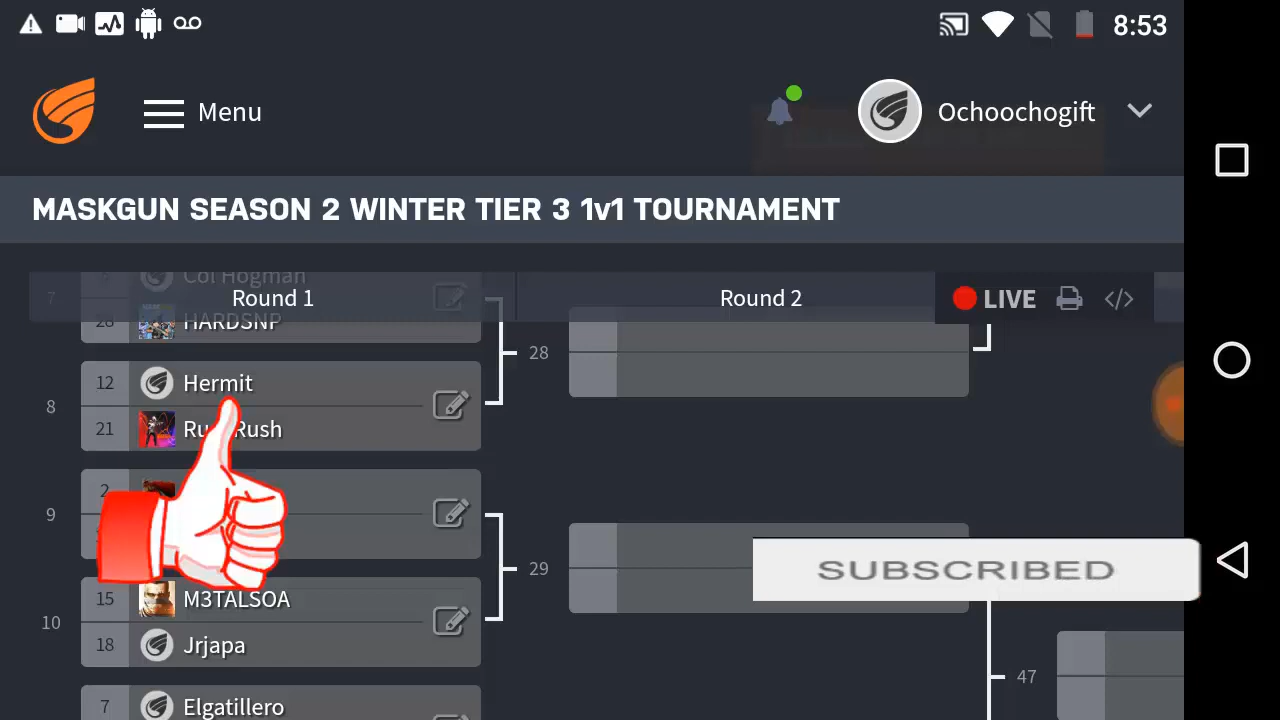 8:53
Menu
Ochoochogift
MASKGUN SEASON 2 WINTER TIER 3 1v1 TOURNAMENT
Round 1
Round 2
LIVE
7
Col Hogman
28
HARDSNP
28
12
Hermit
8
21
Rush
9
2
29
SUBSCRIBED
15
M3TALSOA
10
18
Jrjapa
47
7
Elgatillero